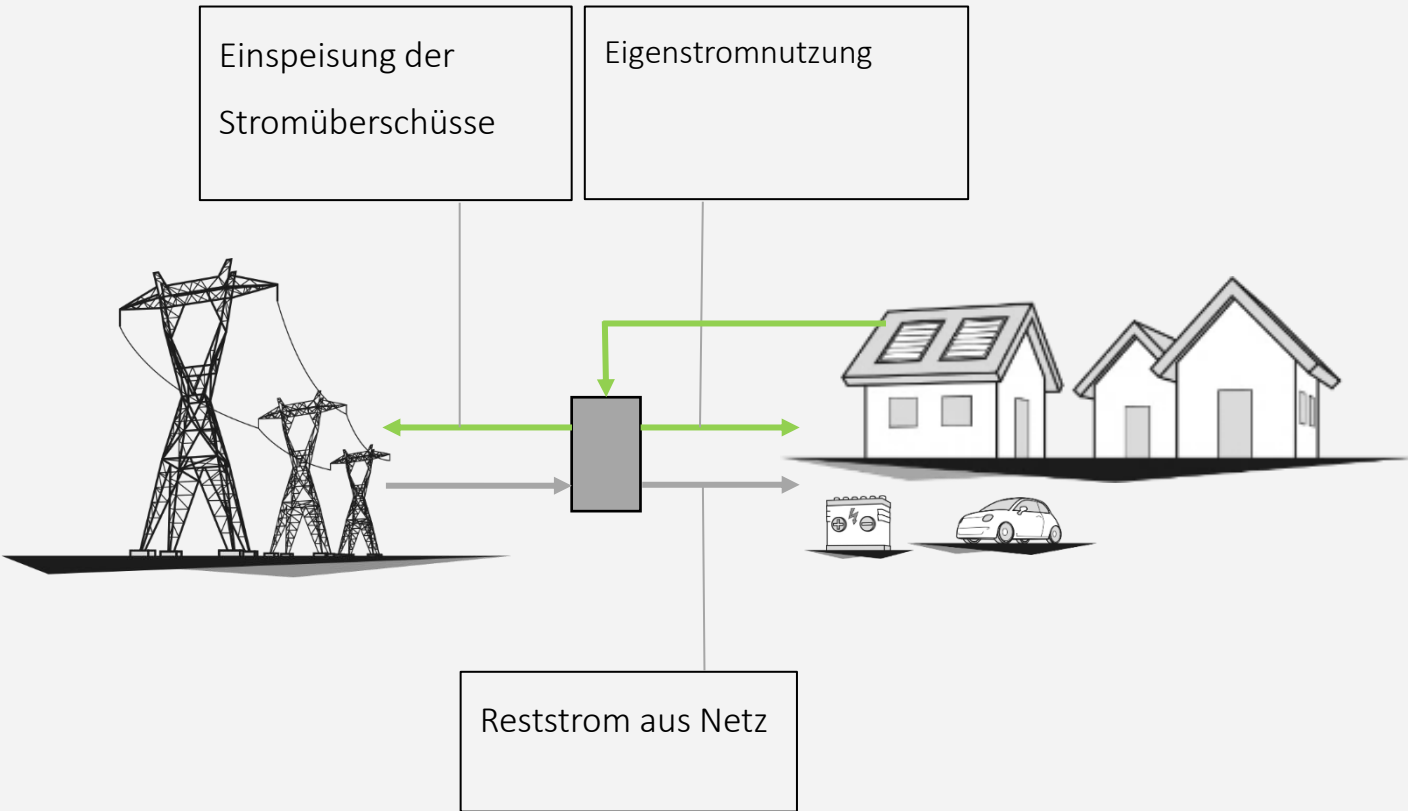 Einspeisung der
Stromüberschüsse
Eigenstromnutzung
Reststrom aus Netz